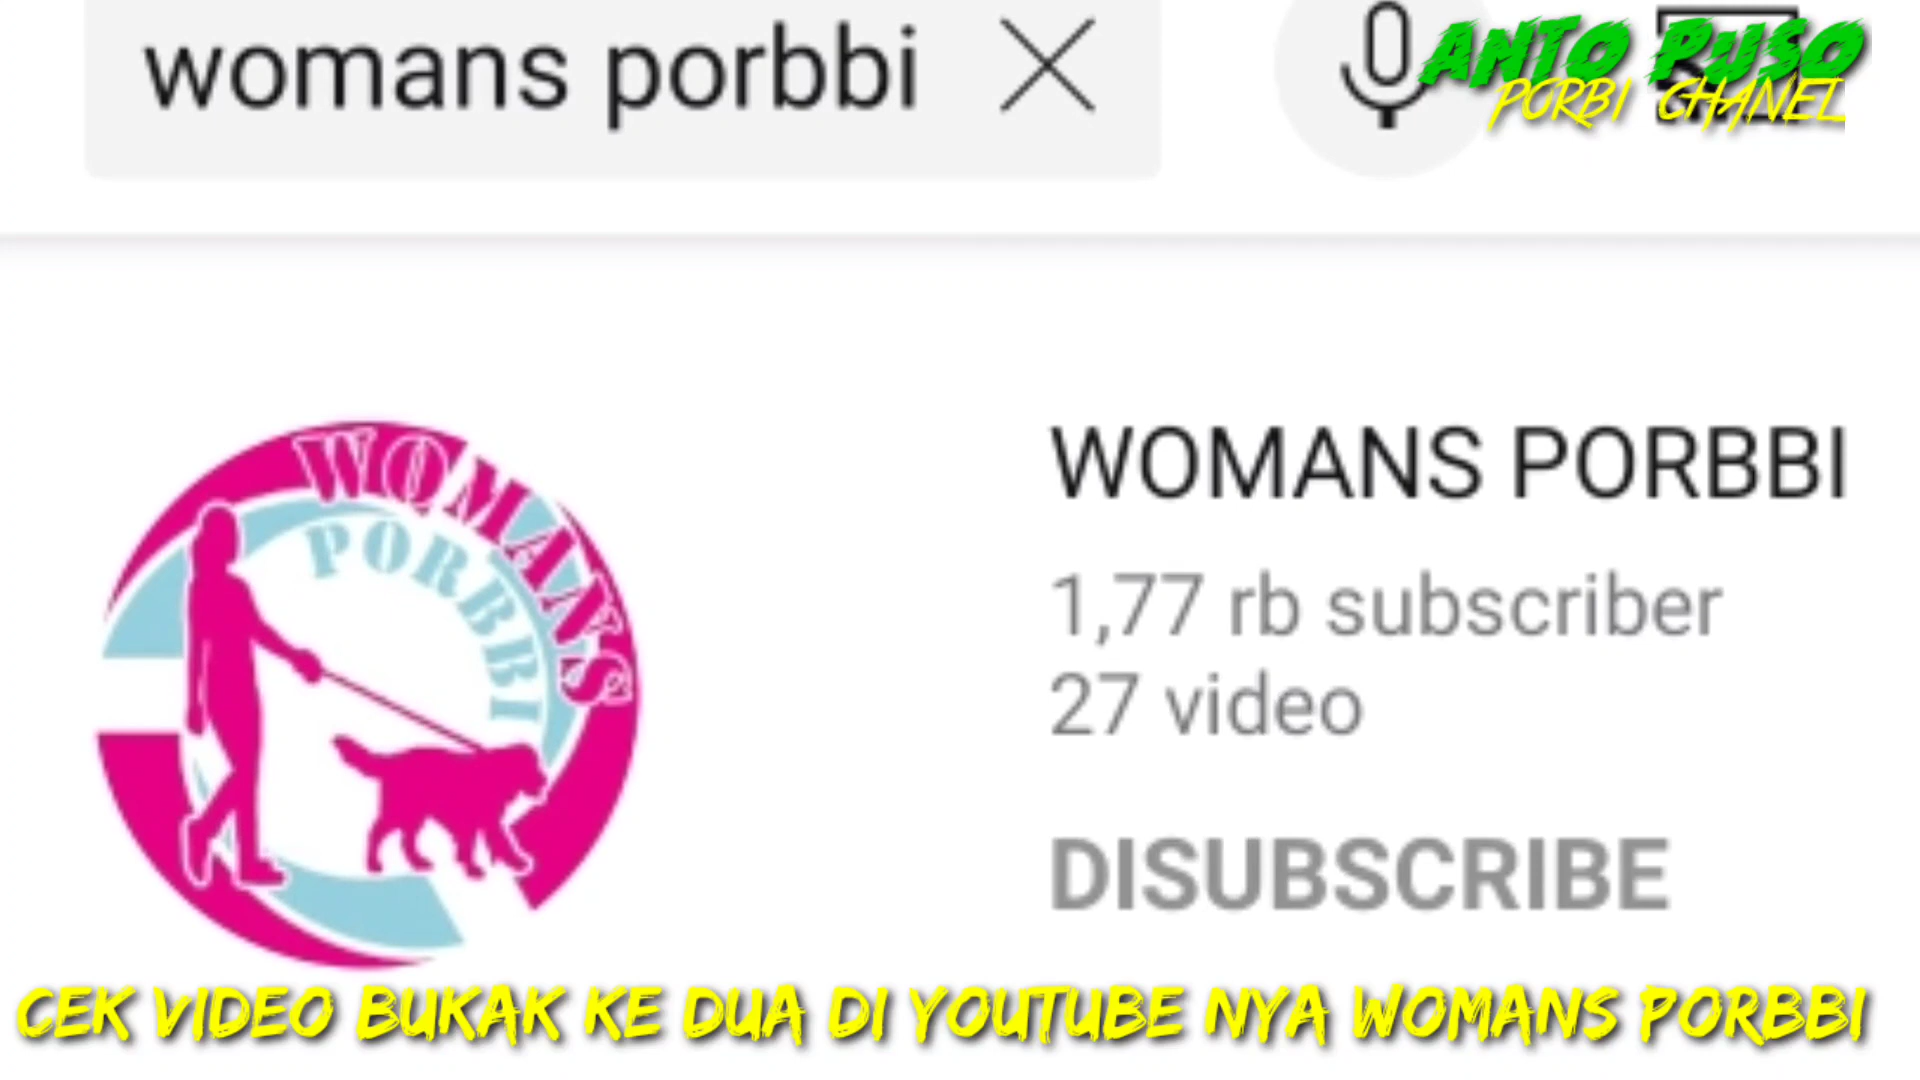 womans porbbi
ANTO PUSO
PORBI CHANEL
WOMANS
PORBBI
WOMANS PORBBI
1,77 rb subscriber
27 video
DISUBSCRIBE
CEK VIDEO BUKAK KE DUA DI YOUTUBE NYA WOMANS PORBBI